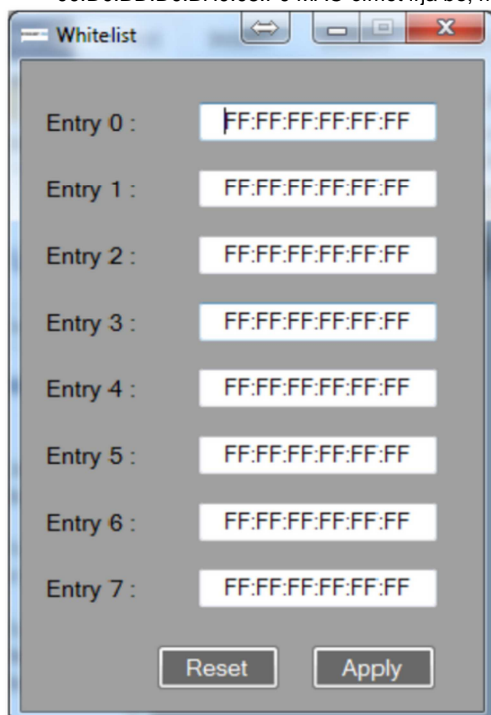 Whitelist
Entry 0 : FF:FF:FF:FF:FF:FF
Entry 1 : FF:FF:FF:FF:FF:FF
Entry 2 : FF:FF:FF:FF:FF:FF
Entry 3 : FF:FF:FF:FF:FF:FF
Entry 4 : FF:FF:FF:FF:FF:FF
Entry 5 : FF:FF:FF:FF:FF:FF
Entry 6 : FF:FF:FF:FF:FF:FF
Entry 7 : FF:FF:FF:FF:FF:FF
Reset Apply